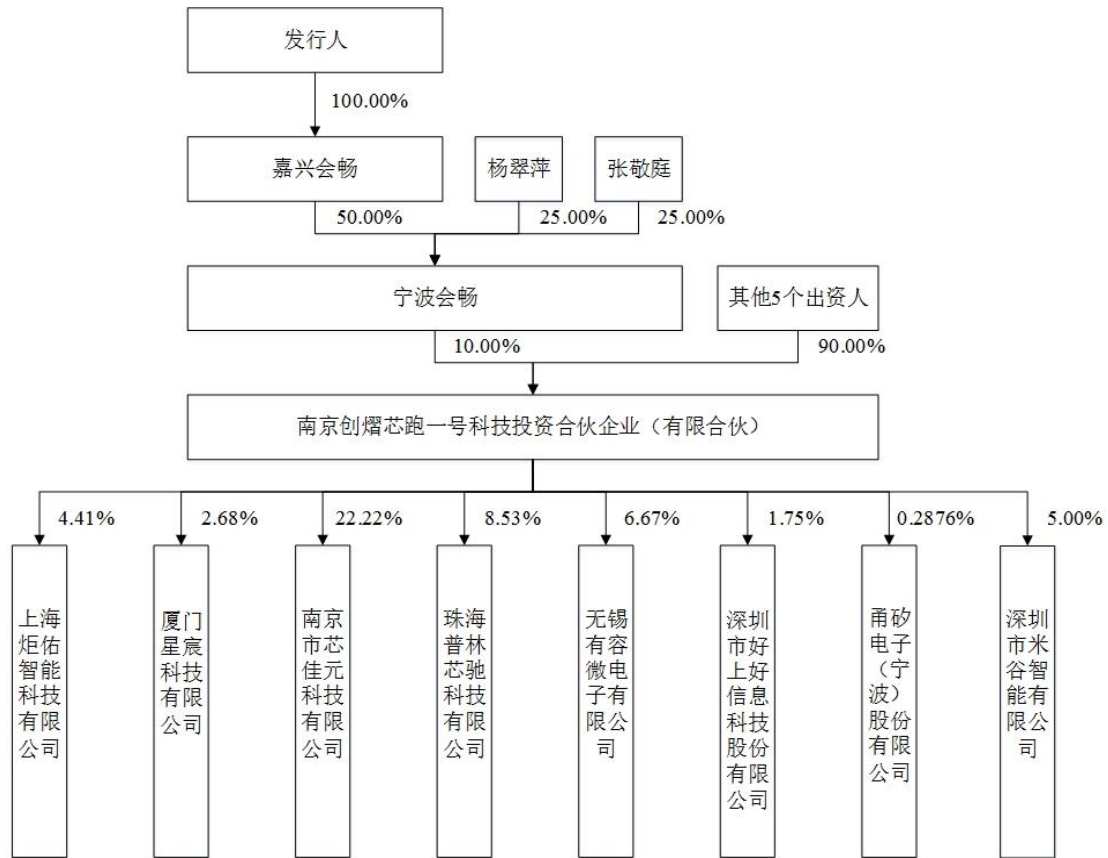 发行人
100.00%
嘉兴会畅
杨翠萍
张敬庭
50.00%
25.00%
25.00%
宁波会畅
其他5个出资人
10.00%
90.00%
南京创熠芯跑一号科技投资合伙企业（有限合伙）
4.41%
2.68%
22.22%
8.53%
6.67%
1.75%
0.2876%
5.00%
上海
炬佑
智能
科技
有限
公司
厦门
星宸
科技
有限
公司
南京
市芯
佳元
科技
有限
公司
珠海
普林
芯驰
科技
有限
公司
无锡
有容
微电
子有
限公
司
深圳
市好
上好
信息
科技
股份
有限
公司
甬矽
电子
（宁
波）
股份
有限
公司
深圳
市米
谷智
能有
限公
司